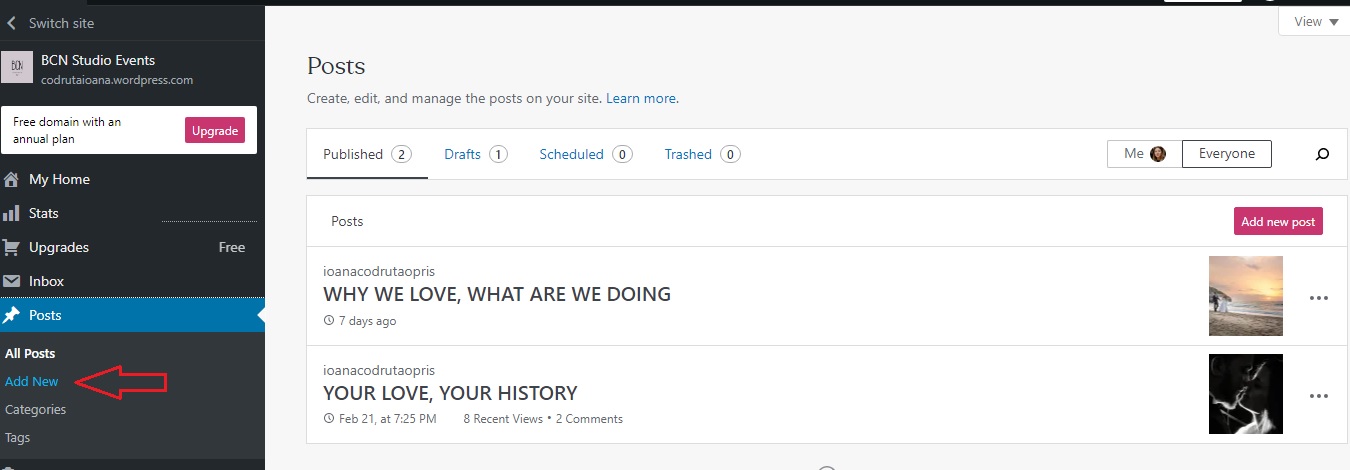 Switch site
View
BCN Studio Events
codrutaioana.wordpress.com
Free domain with an
annual plan
Upgrade
My Home
Stats
Upgrades Free
Inbox
Posts
All Posts
Add New
Categories
Tags
Posts
Create, edit, and manage the posts on your site. Learn more.
Published 2 Drafts 1 Scheduled 0 Trashed 0 Me Everyone
Posts Add new post
ioanacodrutaopris
WHY WE LOVE, WHAT ARE WE DOING
7 days ago
ioanacodrutaopris
YOUR LOVE, YOUR HISTORY
Feb 21, at 7:25 PM 8 Recent Views • 2 Comments